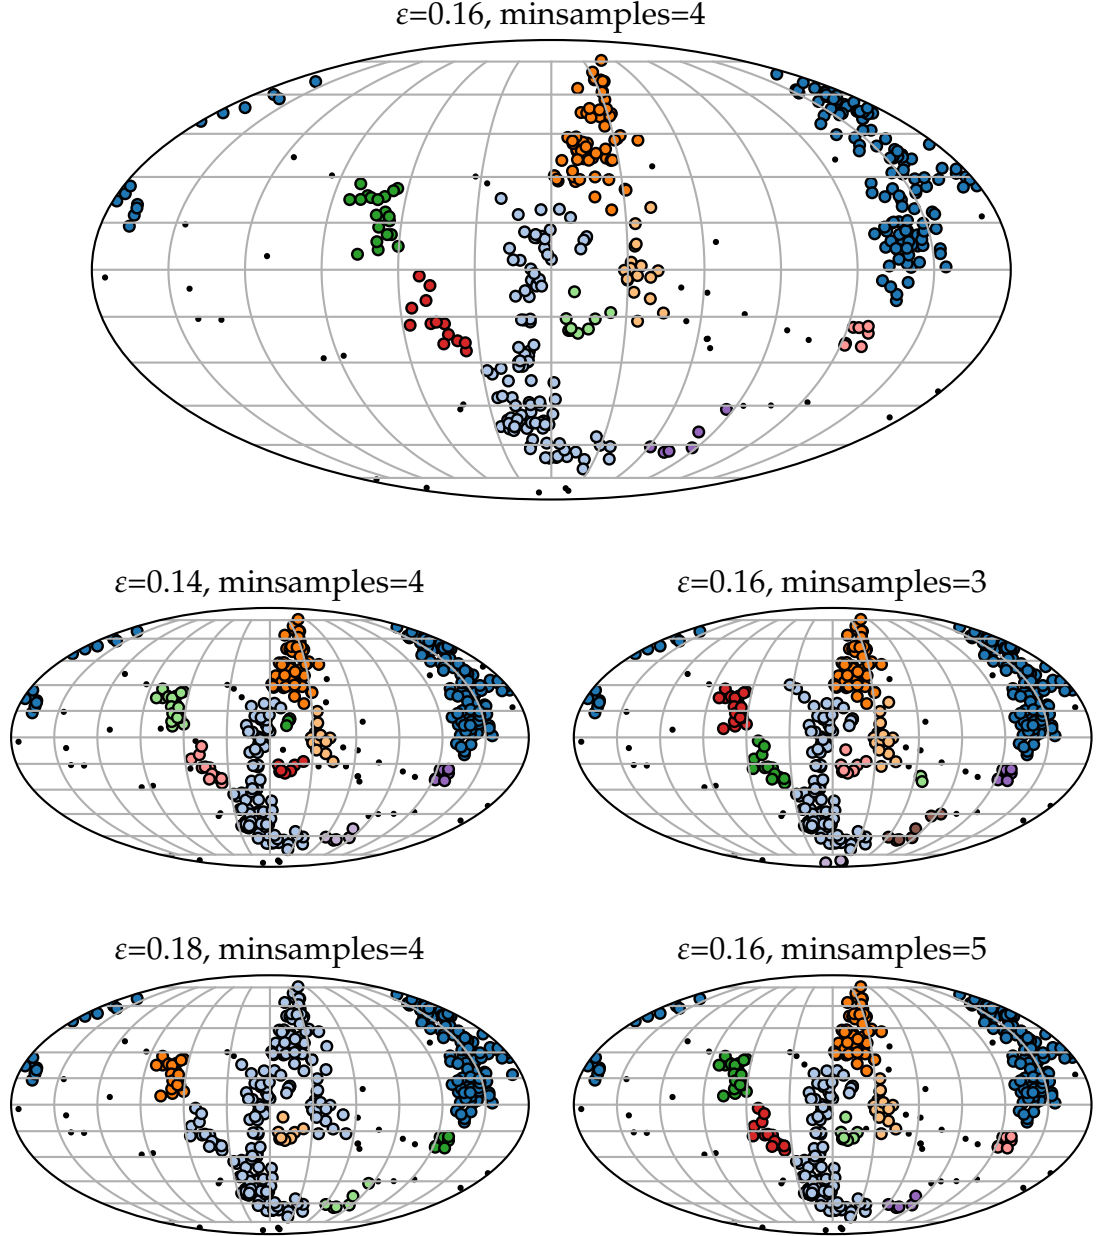 ε=0.16, minsamples=4
ε=0.14, minsamples=4
ε=0.16, minsamples=3
ε=0.18, minsamples=4
ε=0.16, minsamples=5